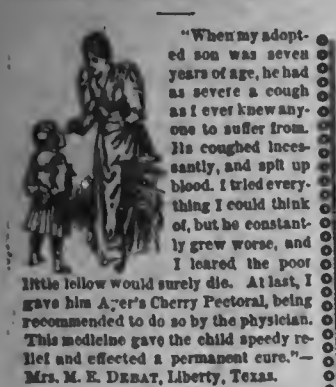 "When my adopt-
ed son was seven
years of age, he had
as severe a cough
as I ever knew any-
one to suffer from.
His coughed inces-
santly, and spit up
blood. I tried every-
thing I could think
of, but he constant-
ly grew worse, and
I feared the poor
little fellow would surely die. At last, I
gave him Ayer's Cherry Pectoral, being
recommended to do so by the physician.
This medicine gave the child speedy re-
lief and effected a permanent cure."—
Mrs. M. E. DEBAT, Liberty, Texas.